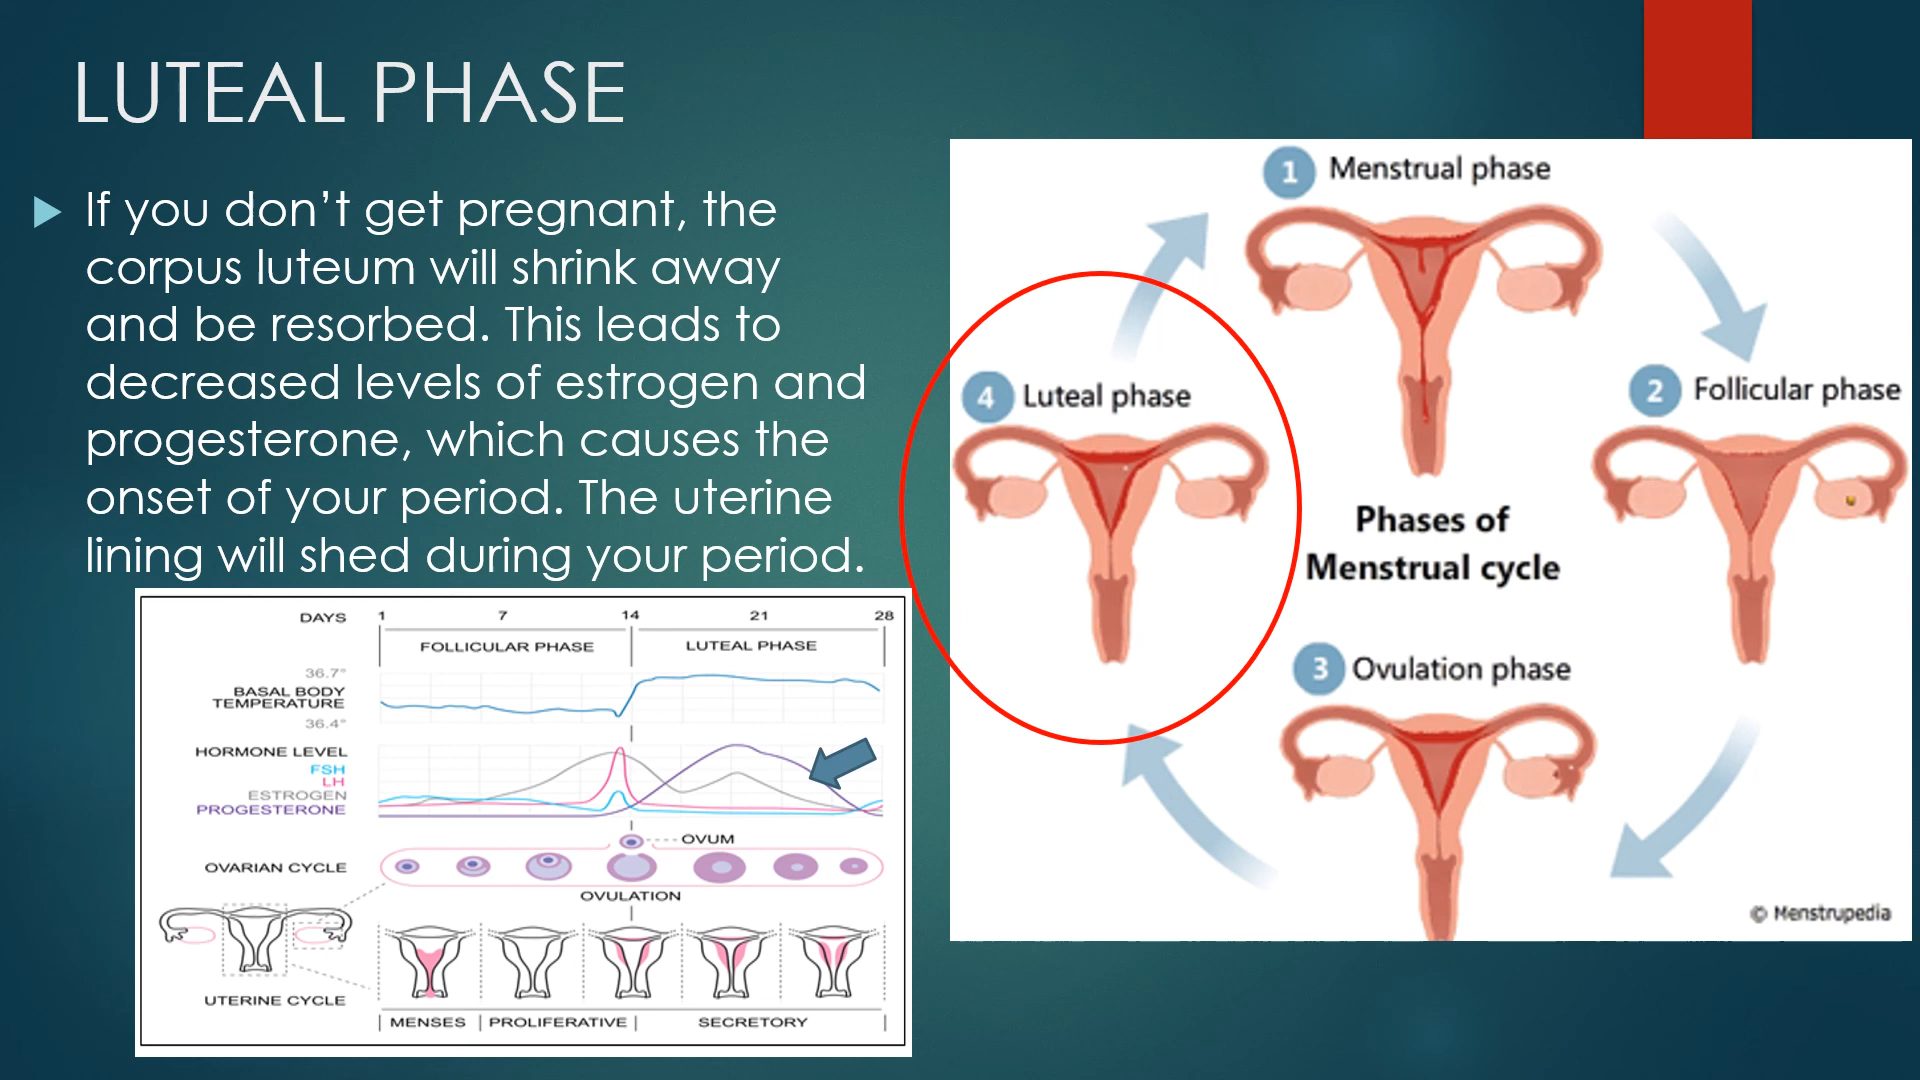 LUTEAL PHASE
If you don’t get pregnant, the
corpus luteum will shrink away
and be resorbed. This leads to
decreased levels of estrogen and
progesterone, which causes the
onset of your period. The uterine
lining will shed during your period.
DAYS 1 7 14 21 28
FOLLICULAR PHASE LUTEAL PHASE
36.7°
BASAL BODY
TEMPERATURE
36.4°
HORMONE LEVEL
FSH
LH
ESTROGEN
PROGESTERONE
OVUM
OVARIAN CYCLE
OVULATION
UTERINE CYCLE
MENSES PROLIFERATIVE SECRETORY
1 Menstrual phase
2 Follicular phase
3 Ovulation phase
4 Luteal phase
Phases of
Menstrual cycle
© Menstrupedia